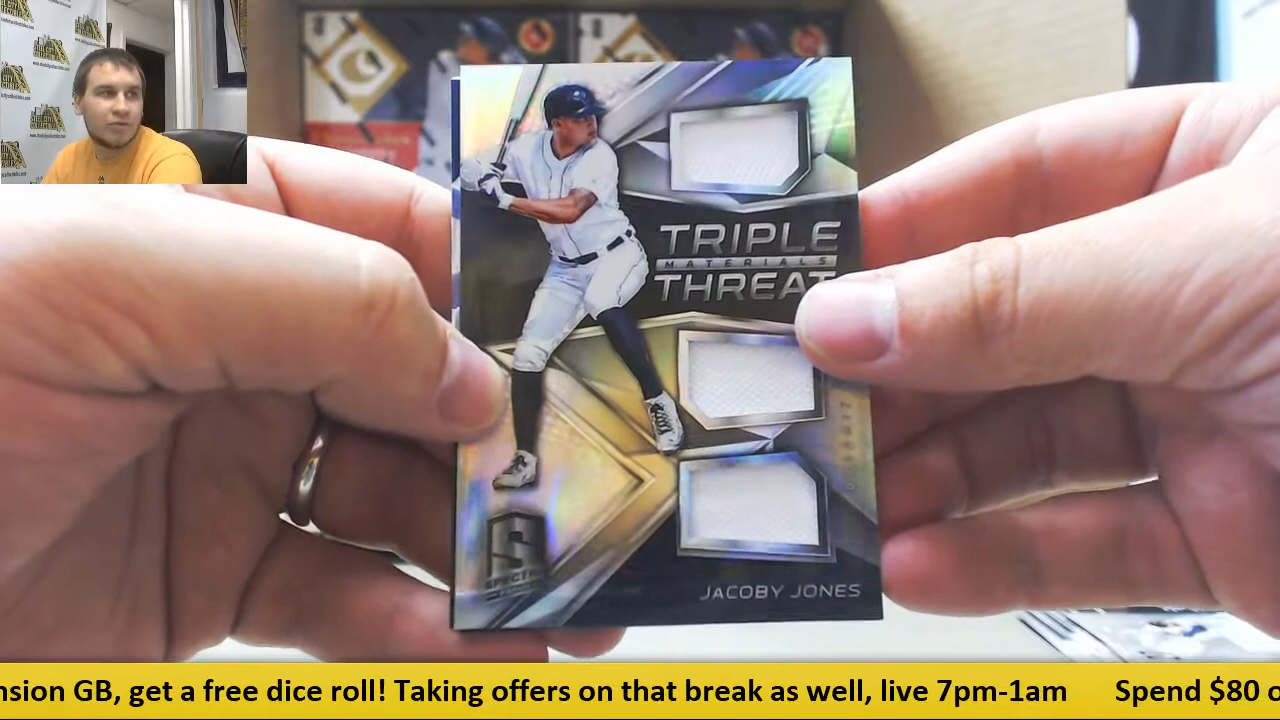 TRIPLE
MATERIALS
THREAT
SPECTRA
JACOBY JONES
nsion GB, get a free dice roll! Taking offers on that break as well, live 7pm-1am
Spend $80 o